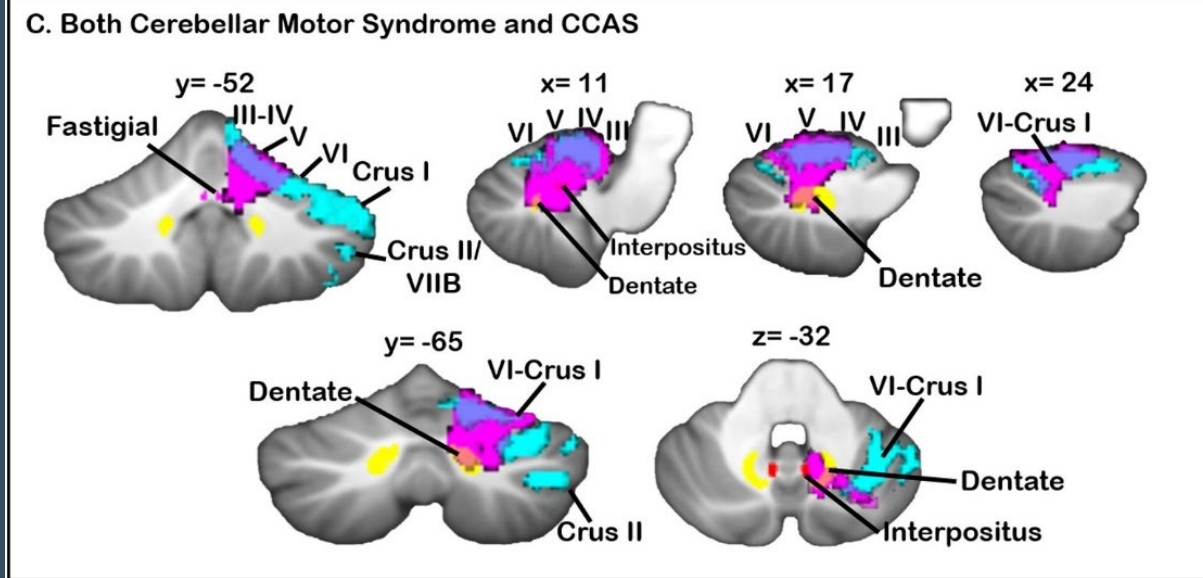 C. Both Cerebellar Motor Syndrome and CCAS
y= -52
Fastigial
III-IV
V
VI
Crus I
Crus II/
VIIB
x= 11
VI V IV III
Interpositus
Dentate
x= 17
VI V IV III
Dentate
x= 24
VI-Crus I
y= -65
Dentate
VI-Crus I
Crus II
z= -32
VI-Crus I
Dentate
Interpositus